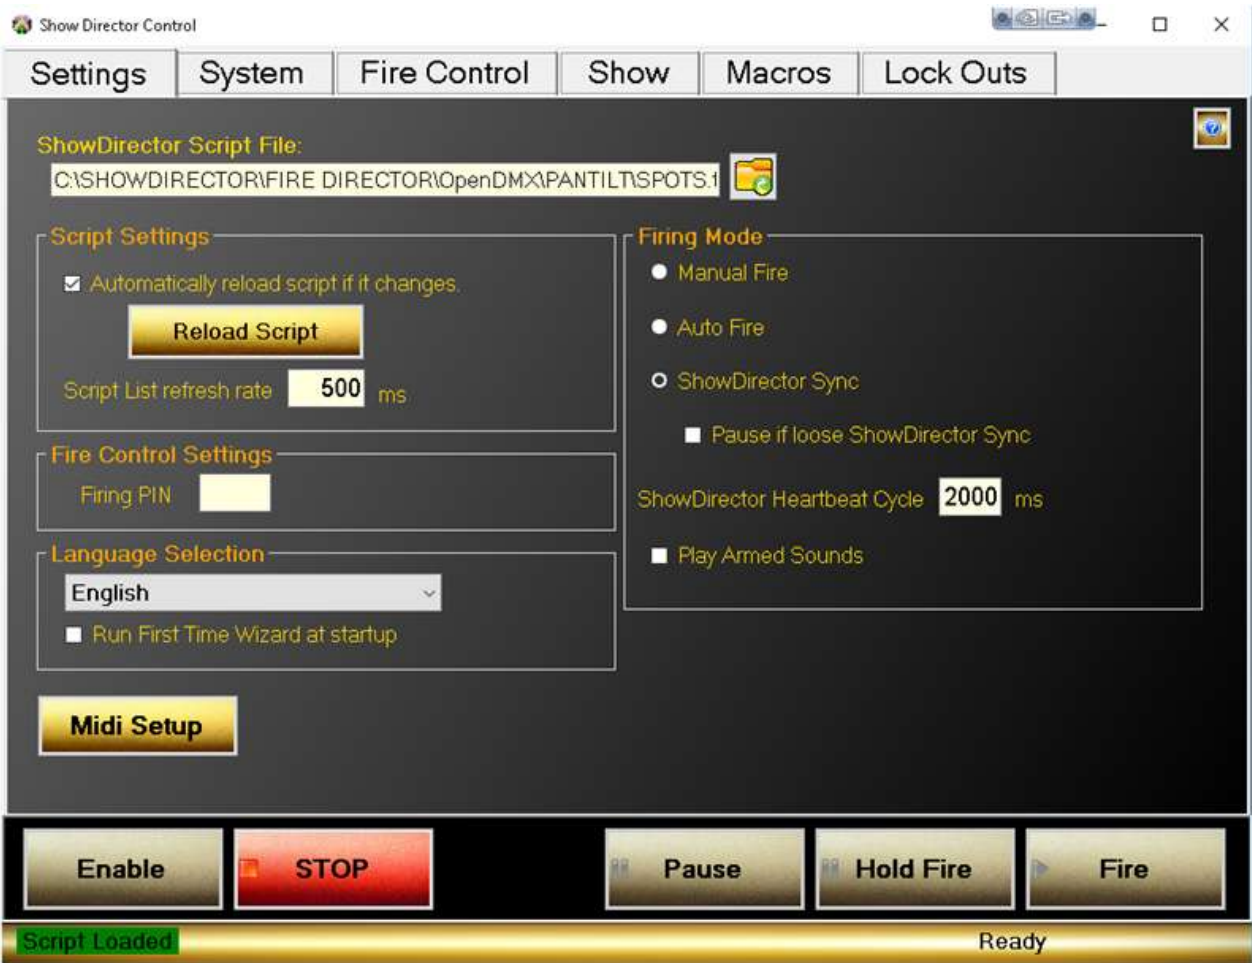 Show Director Control
Settings System Fire Control Show Macros Lock Outs
ShowDirector Script File:
C:\SHOWDIRECTOR\FIRE DIRECTOR\OpenDMX\PANTILT\SPOTS.f
Script Settings
Automatically reload script if it changes.
Reload Script
Script List refresh rate 500 ms
Fire Control Settings
Firing PIN
Language Selection
English
Run First Time Wizard at startup
Midi Setup
Firing Mode
Manual Fire
Auto Fire
ShowDirector Sync
Pause if loose ShowDirector Sync
ShowDirector Heartbeat Cycle 2000 ms
Play Armed Sounds
Enable STOP Pause Hold Fire Fire
Script Loaded Ready